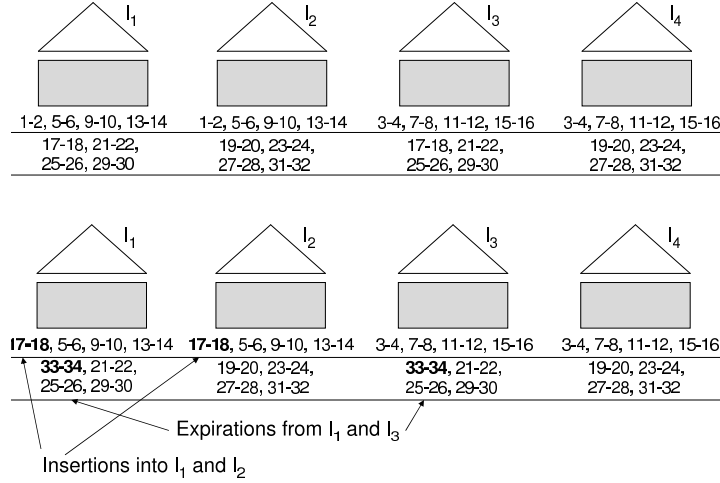 I1 I2 I3 I4
1-2, 5-6, 9-10, 13-14 1-2, 5-6, 9-10, 13-14 3-4, 7-8, 11-12, 15-16 3-4, 7-8, 11-12, 15-16
17-18, 21-22, 19-20, 23-24, 17-18, 21-22, 19-20, 23-24,
25-26, 29-30 27-28, 31-32 25-26, 29-30 27-28, 31-32
I1 I2 I3 I4
17-18, 5-6, 9-10, 13-14 17-18, 5-6, 9-10, 13-14 3-4, 7-8, 11-12, 15-16 3-4, 7-8, 11-12, 15-16
33-34, 21-22, 19-20, 23-24, 33-34, 21-22, 19-20, 23-24,
25-26, 29-30 27-28, 31-32 25-26, 29-30 27-28, 31-32
Expirations from I1 and I3
Insertions into I1 and I2